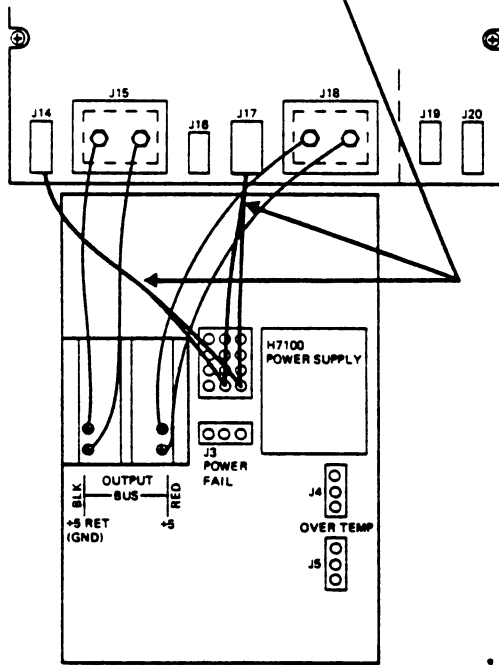 J14
J15
J16
J17
J18
J19
J20
H7100
POWER SUPPLY
J3
POWER
FAIL
BLK
OUTPUT
BUS
RED
+5 RET
(GND)
+5
J4
OVER TEMP
J5